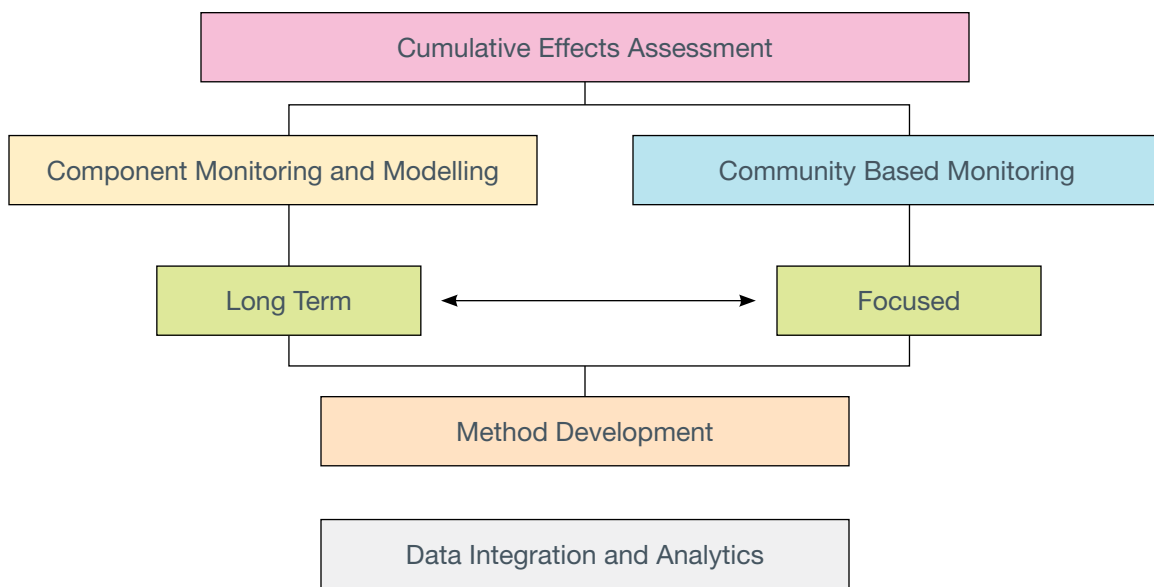 Cumulative Effects Assessment
Component Monitoring and Modelling
Community Based Monitoring
Long Term
Focused
Method Development
Data Integration and Analytics